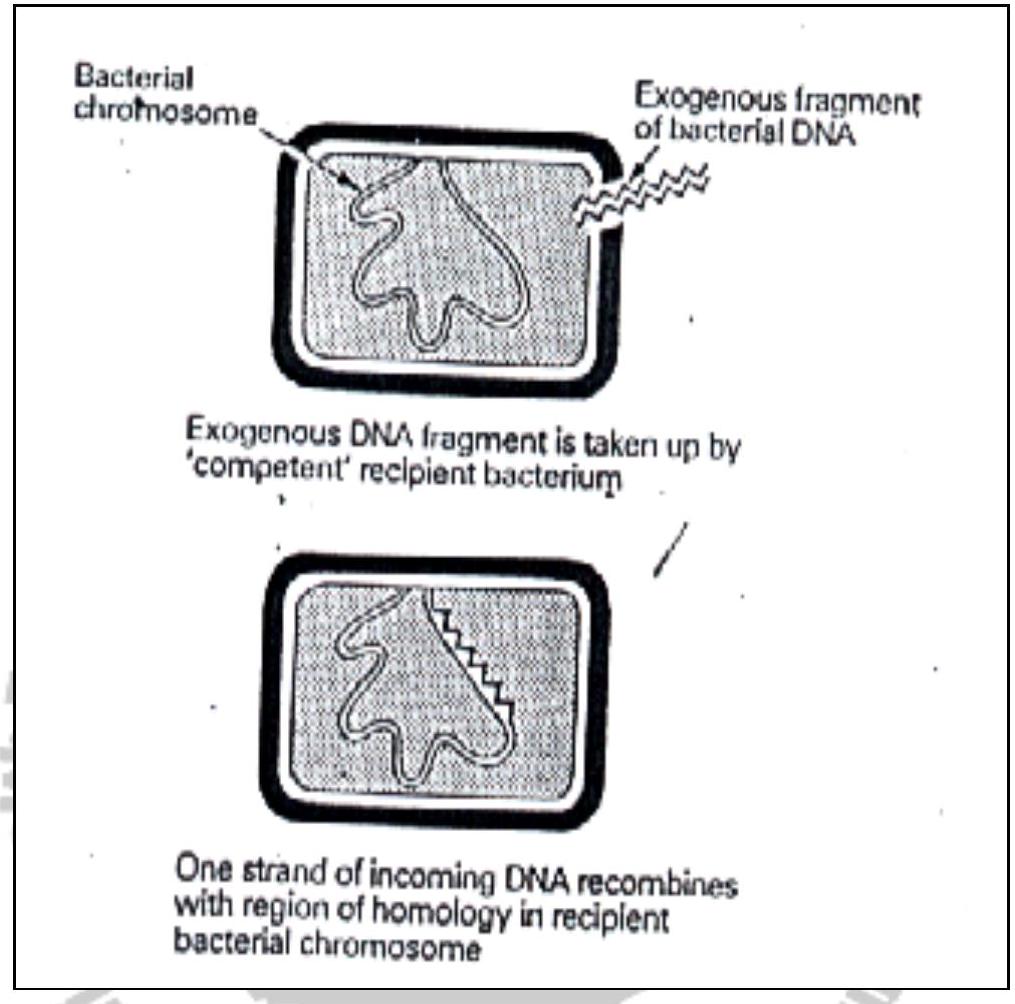 Bacterial
chromosome
Exogenous fragment
of bacterial DNA
Exogenous DNA fragment is taken up by
'competent' recipient bacterium
One strand of incoming DNA recombines
with region of homology in recipient
bacterial chromosome